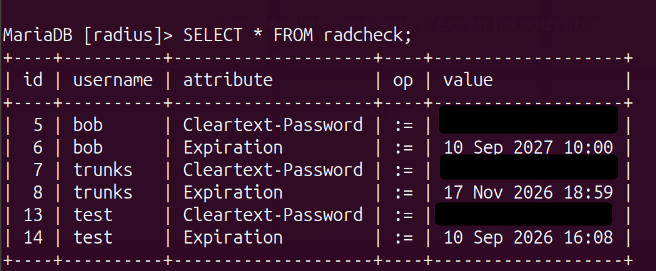 MariaDB [radius]> SELECT * FROM radcheck;
+----+----------+--------------------+----+-------------------+
| id | username | attribute          | op | value             |
+----+----------+--------------------+----+-------------------+
|  5 | bob      | Cleartext-Password | := |                   |
|  6 | bob      | Expiration         | := | 10 Sep 2027 10:00 |
|  7 | trunks   | Cleartext-Password | := |                   |
|  8 | trunks   | Expiration         | := | 17 Nov 2026 18:59 |
| 13 | test     | Cleartext-Password | := |                   |
| 14 | test     | Expiration         | := | 10 Sep 2026 16:08 |
+----+----------+--------------------+----+-------------------+